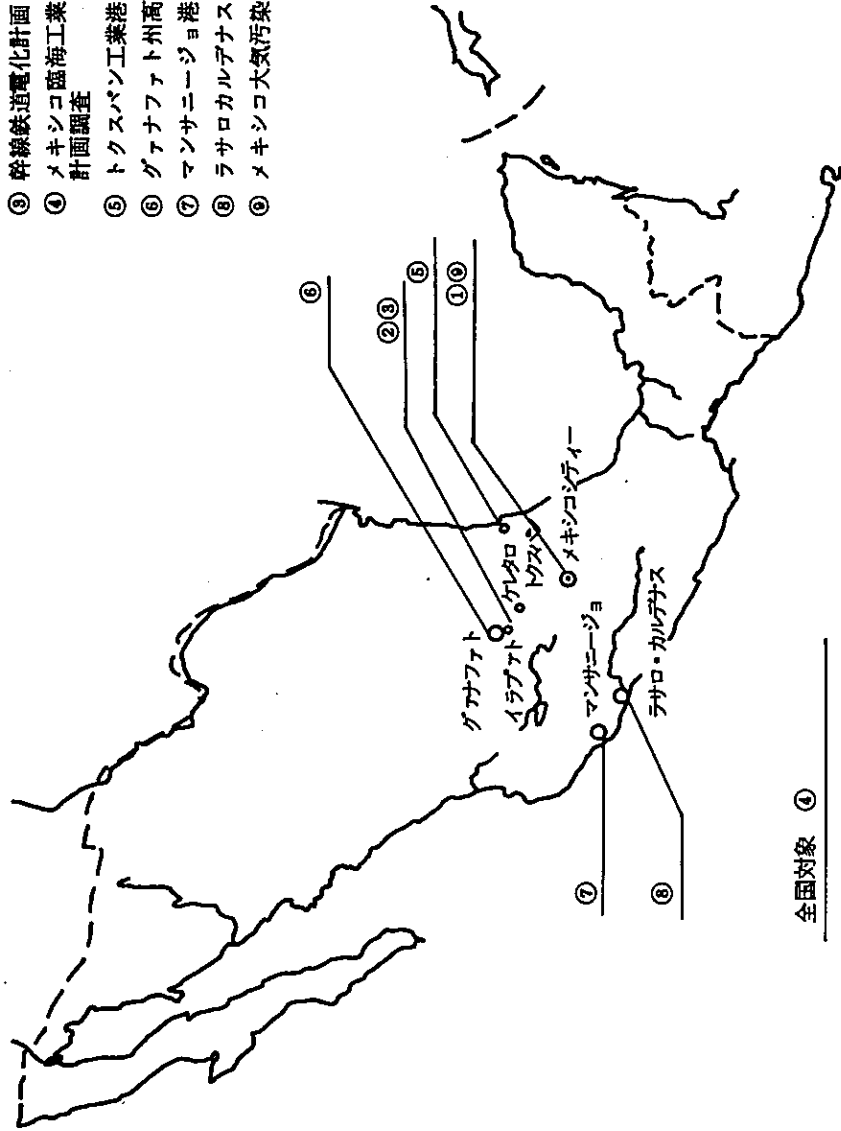 ③ 幹線鉄道電化計画
④ メキシコ臨海工業
計画調査
⑤ トクスパン工業港
⑥ グァナファト州高
⑦ マンサニージョ港
⑧ ラサロカルデナス
⑨ メキシコ大気汚染
⑥
②③
⑤
①⑨
グァナファト
イラプァト
ケレタロ
トクスパン
メキシコシティー
マンサニージョ
ラサロ・カルデナス
⑦
⑧
全国対象 ④